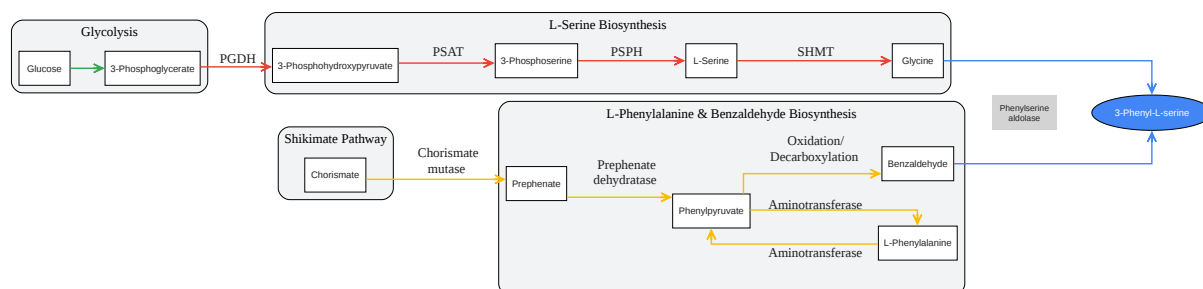 Glycolysis
Glucose
3-Phosphoglycerate
PGDH
L-Serine Biosynthesis
3-Phosphohydroxypyruvate
PSAT
3-Phosphoserine
PSPH
L-Serine
SHMT
Glycine
L-Phenylalanine & Benzaldehyde Biosynthesis
Phenylserine
aldolase
3-Phenyl-L-serine
Shikimate Pathway
Chorismate
Chorismate
mutase
Prephenate
Prephenate
dehydratase
Phenylpyruvate
Oxidation/
Decarboxylation
Benzaldehyde
Aminotransferase
L-Phenylalanine
Aminotransferase